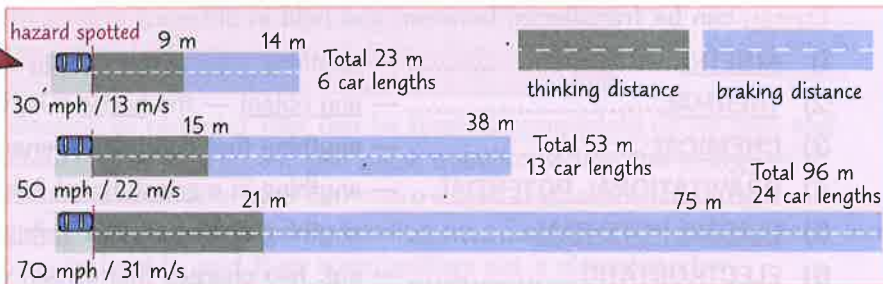 hazard spotted
9 m
14 m
Total 23 m
6 car lengths
30 mph / 13 m/s
thinking distance
braking distance
15 m
38 m
Total 53 m
13 car lengths
50 mph / 22 m/s
21 m
75 m
Total 96 m
24 car lengths
70 mph / 31 m/s